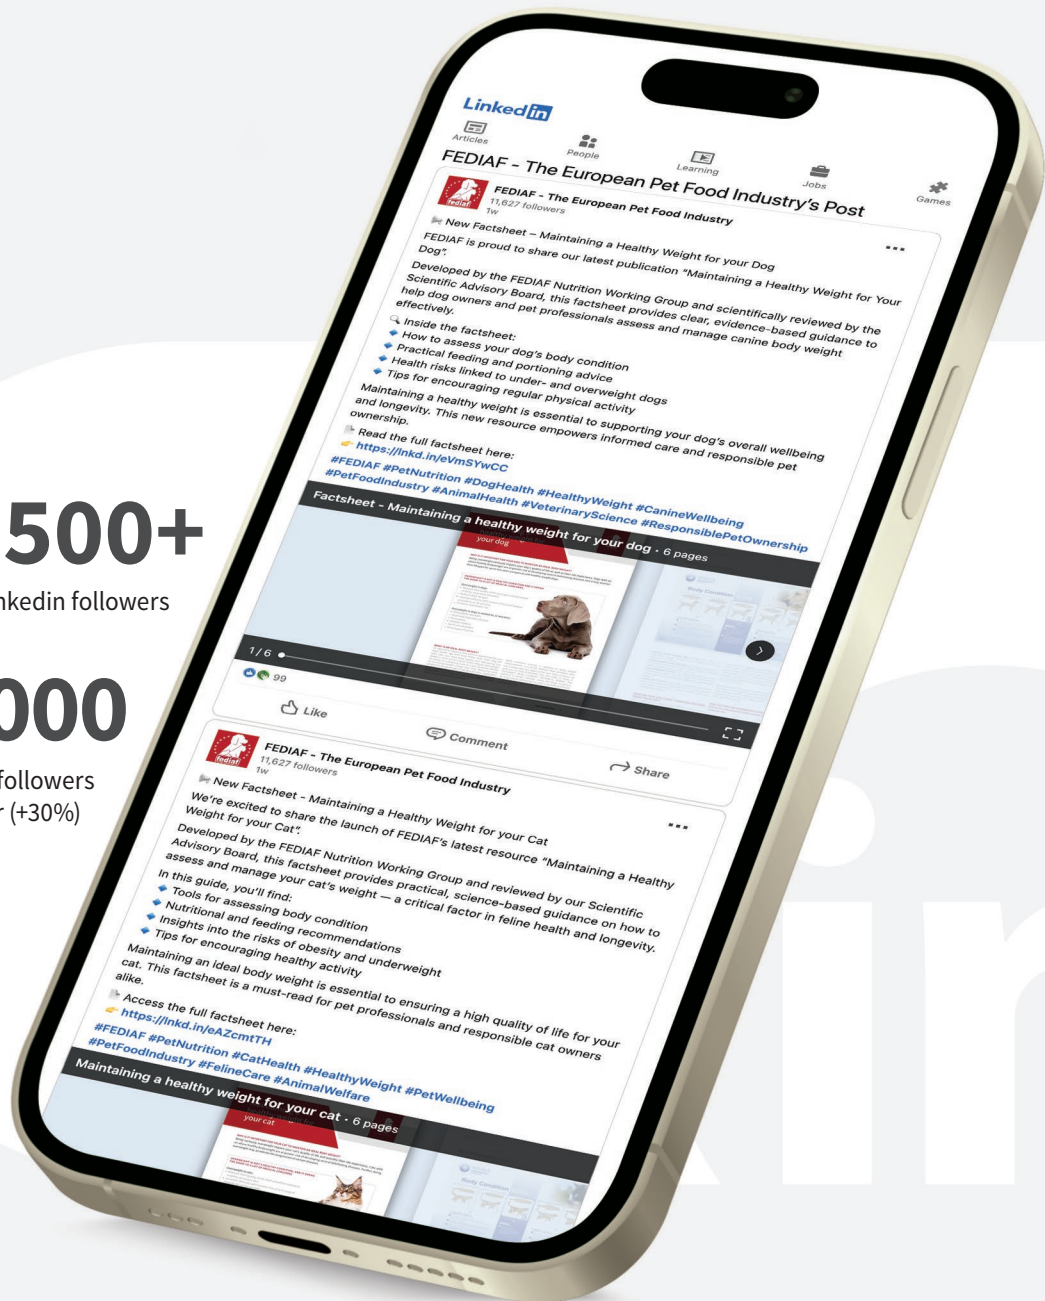 Linkedin
Articles
People
Learning
Jobs
Games
FEDIAF - The European Pet Food Industry's Post
fediaf
FEDIAF - The European Pet Food Industry
11,627 followers
1w
New Factsheet – Maintaining a Healthy Weight for your Dog
FEDIAF is proud to share our latest publication "Maintaining a Healthy Weight for Your
Dog".
Developed by the FEDIAF Nutrition Working Group and scientifically reviewed by the
Scientific Advisory Board, this factsheet provides clear, evidence-based guidance to
help dog owners and pet professionals assess and manage canine body weight
effectively.
Inside the factsheet:
How to assess your dog's body condition
Practical feeding and portioning advice
Health risks linked to under- and overweight dogs
Tips for encouraging regular physical activity
Maintaining a healthy weight is essential to supporting your dog's overall wellbeing
and longevity. This new resource empowers informed care and responsible pet
ownership.
Read the full factsheet here:
https://lnkd.in/eVmSYwCC
#FEDIAF #PetNutrition #DogHealth #HealthyWeight #CanineWellbeing
#PetFoodIndustry #AnimalHealth #VeterinaryScience #ResponsiblePetOwnership
Factsheet - Maintaining a healthy weight for your dog • 6 pages
your dog
Body Condition
1/6
99
Like
Comment
Share
500+
nkedin followers
000
followers
r (+30%)
fediaf
FEDIAF - The European Pet Food Industry
11,627 followers
1w
New Factsheet - Maintaining a Healthy Weight for your Cat
We're excited to share the launch of FEDIAF's latest resource "Maintaining a Healthy
Weight for your Cat".
Developed by the FEDIAF Nutrition Working Group and reviewed by our Scientific
Advisory Board, this factsheet provides practical, science-based guidance on how to
assess and manage your cat's weight — a critical factor in feline health and longevity.
In this guide, you'll find:
Tools for assessing body condition
Nutritional and feeding recommendations
Insights into the risks of obesity and underweight
Tips for encouraging healthy activity
Maintaining an ideal body weight is essential to ensuring a high quality of life for your
cat. This factsheet is a must-read for pet professionals and responsible cat owners
alike.
Access the full factsheet here:
https://lnkd.in/eAZcmtTH
#FEDIAF #PetNutrition #CatHealth #HealthyWeight #PetWellbeing
#PetFoodIndustry #FelineCare #AnimalWelfare
Maintaining a healthy weight for your cat • 6 pages
your cat
Body Condition
in